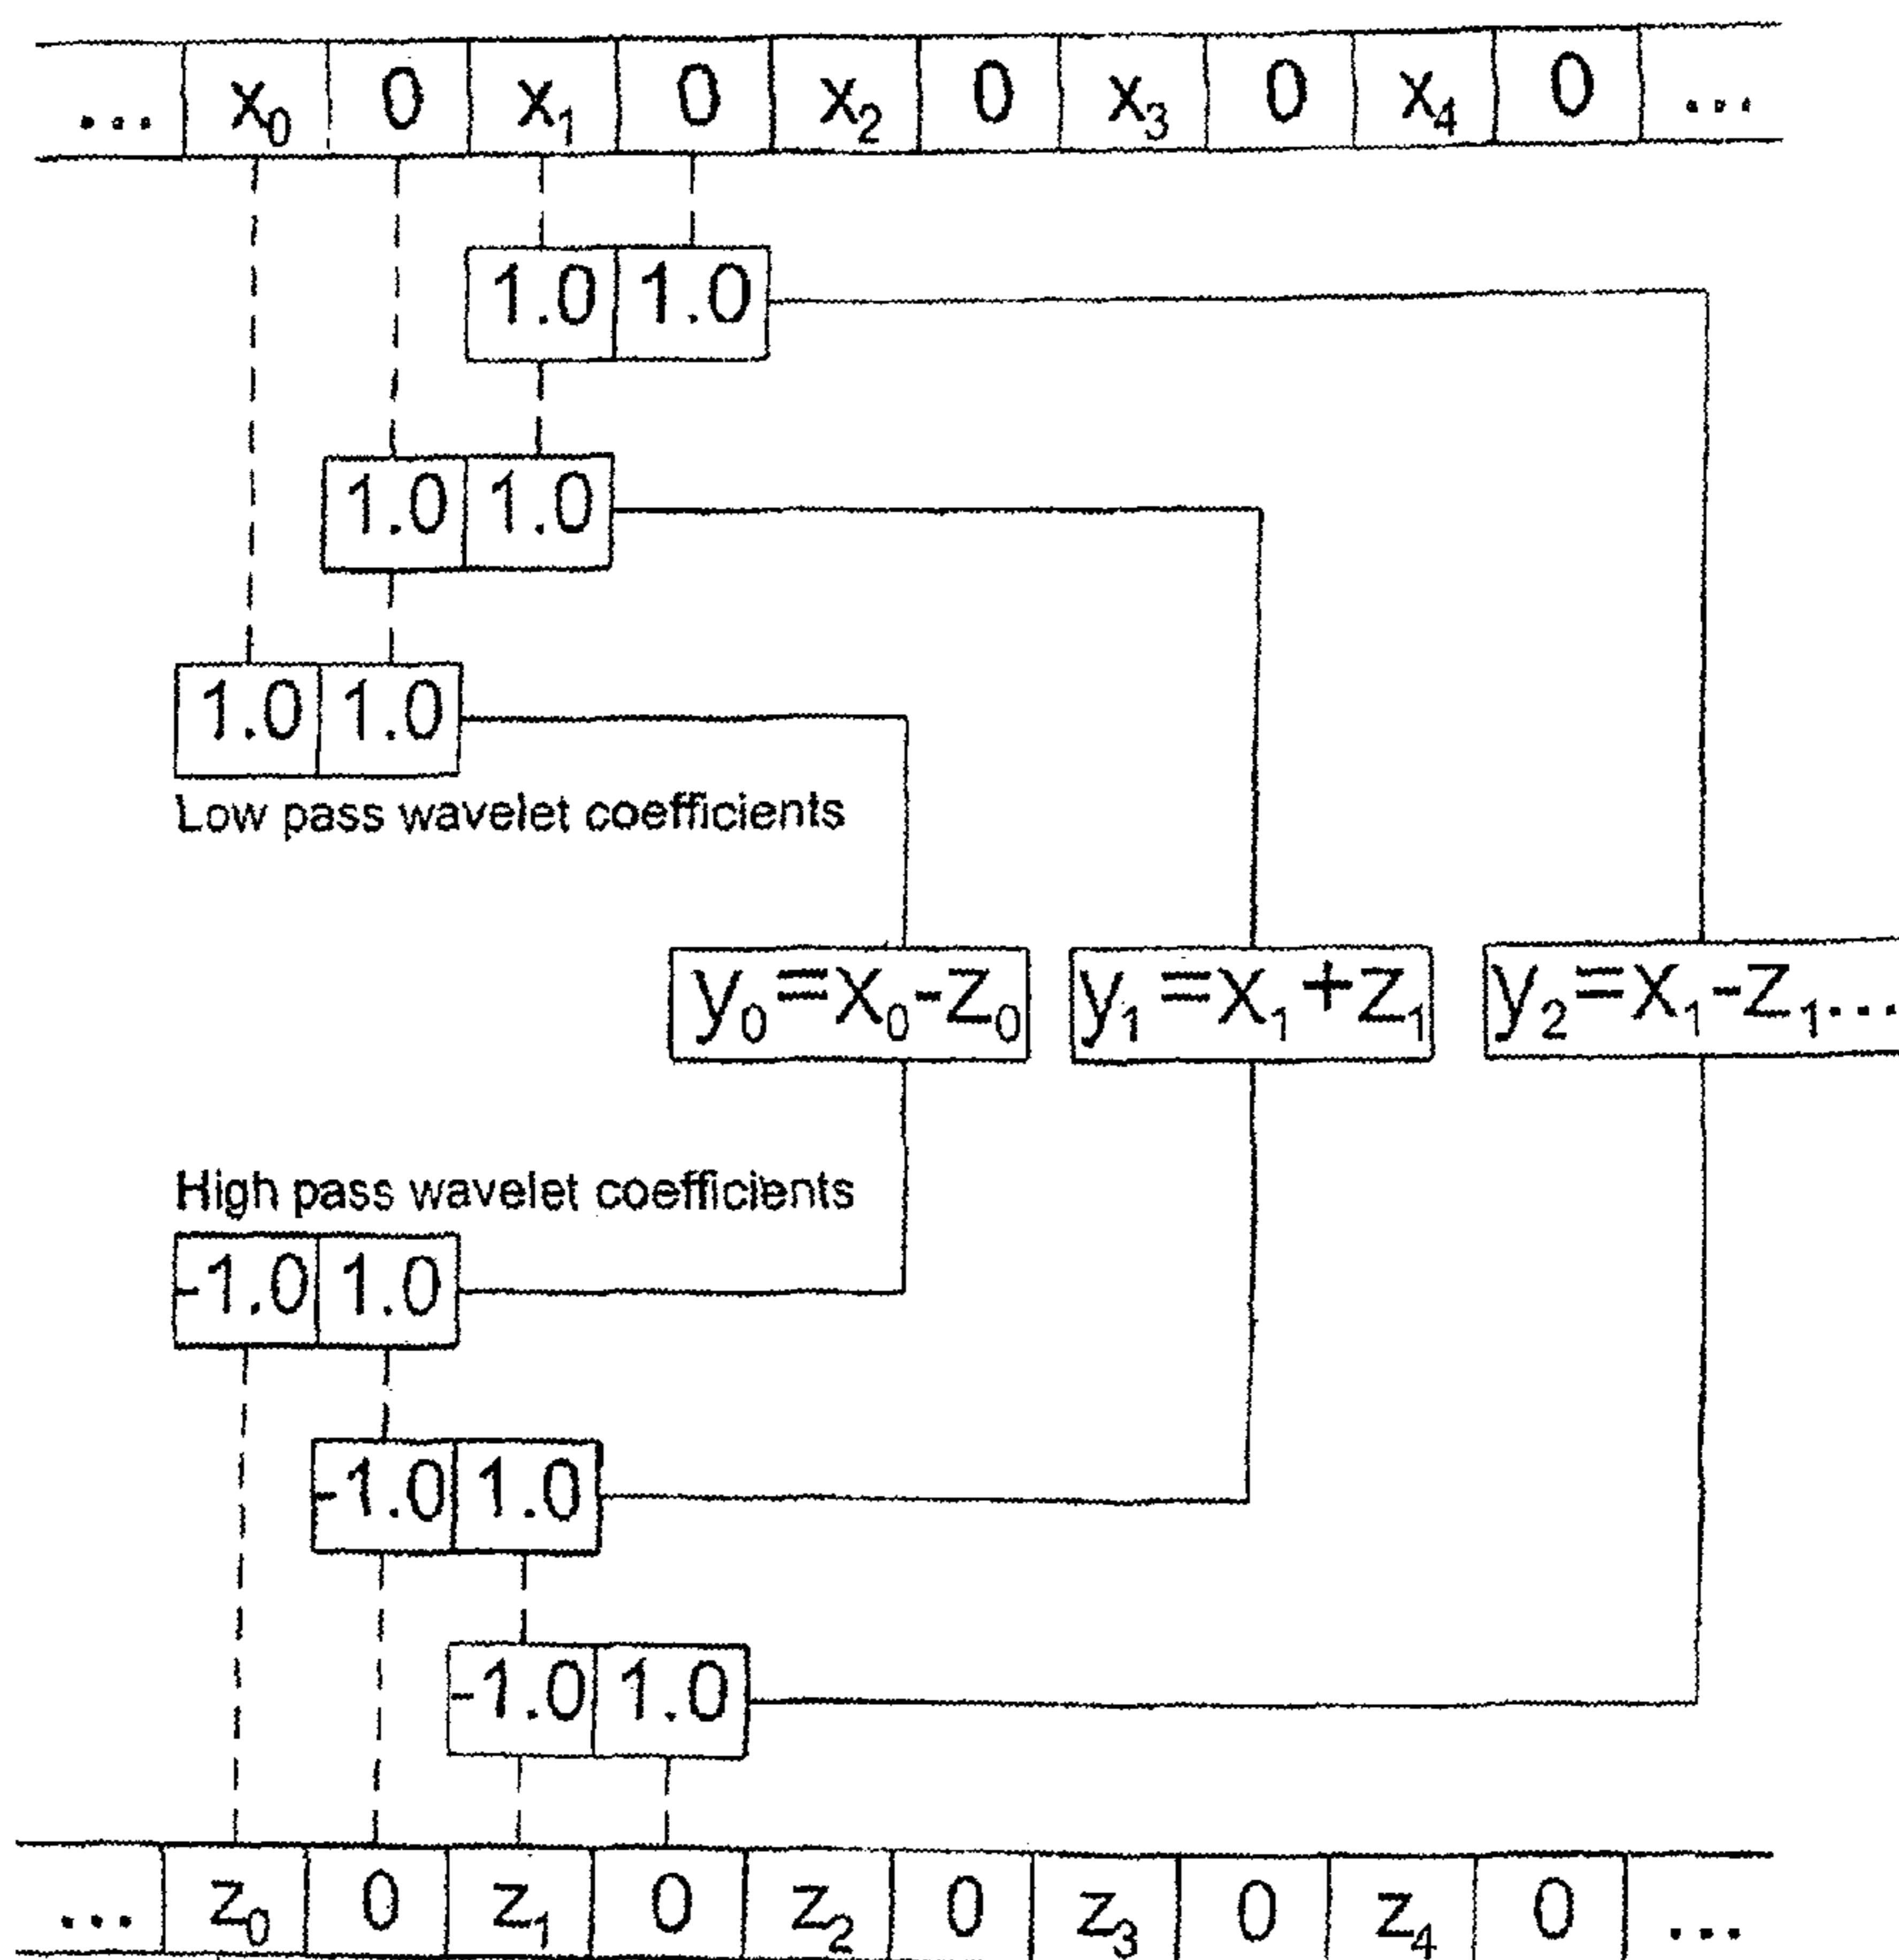 ... x₀ 0 x₁ 0 x₂ 0 x₃ 0 x₄ 0 ...
1.0 1.0
1.0 1.0
1.0 1.0
Low pass wavelet coefficients
y₀=x₀-z₀ y₁=x₁+z₁ y₂=x₁-z₁...
High pass wavelet coefficients
-1.0 1.0
-1.0 1.0
-1.0 1.0
... z₀ 0 z₁ 0 z₂ 0 z₃ 0 z₄ 0 ...